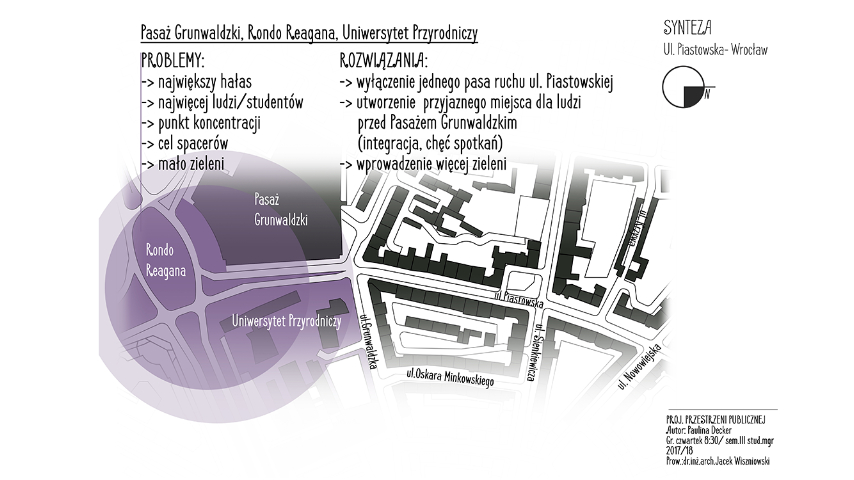 Pasaż Grunwaldzki, Rondo Reagana, Uniwersytet Przyrodniczy
PROBLEMY:
-> największy hałas
-> najwięcej ludzi/studentów
-> punkt koncentracji
-> cel spacerów
-> mało zieleni
ROZWIĄZANIA:
-> wyłączenie jednego pasa ruchu ul. Piastowskiej
-> utworzenie przyjaznego miejsca dla ludzi
przed Pasażem Grunwaldzkim
(integracja, chęć spotkań)
-> wprowadzenie więcej zieleni
SYNTEZA
Ul. Piastowska- Wrocław
N
Pasaż
Grunwaldzki
Rondo
Reagana
Uniwersytet Przyrodniczy
ul.Grunwaldzka
ul.Oskara Minkowskiego
ul. Piastowska
ul. Sienkiewicza
ul. Nowowiejska
PROJ. PRZESTRZENI PUBLICZNEJ
Autor: Paulina Decker
Gr. czwartek 8:30/ sem.III stud.mgr
2017/18
Prow.:dr.inż.arch.Jacek Wiszniowski